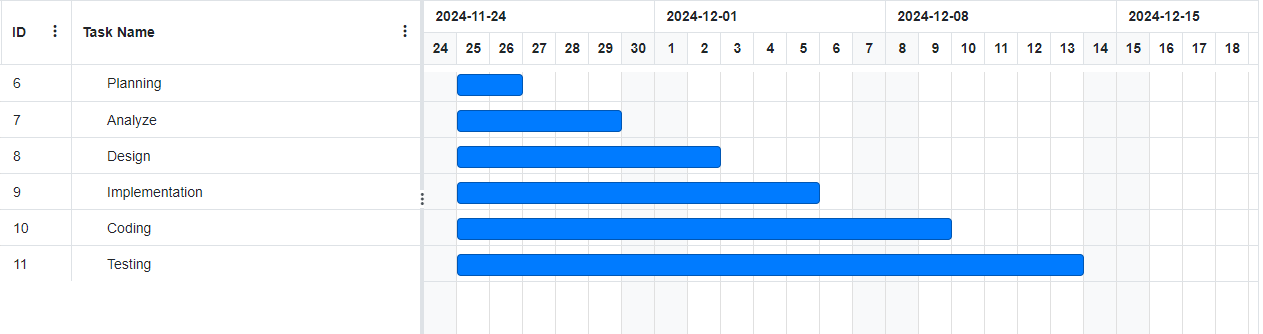 2024-11-24 2024-12-01 2024-12-08 2024-12-15
ID Task Name
24 25 26 27 28 29 30 1 2 3 4 5 6 7 8 9 10 11 12 13 14 15 16 17 18
6 Planning
7 Analyze
8 Design
9 Implementation
10 Coding
11 Testing